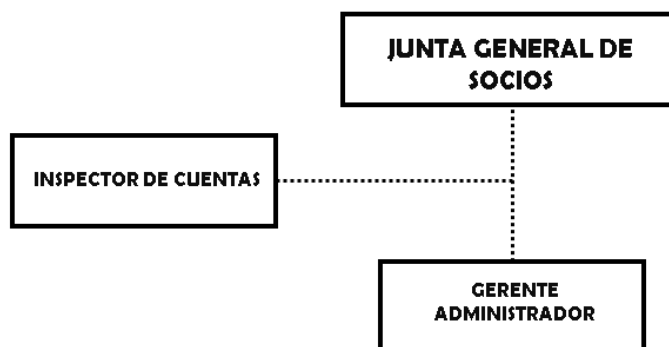 JUNTA GENERAL DE
SOCIOS
INSPECTOR DE CUENTAS
GERENTE
ADMINISTRADOR